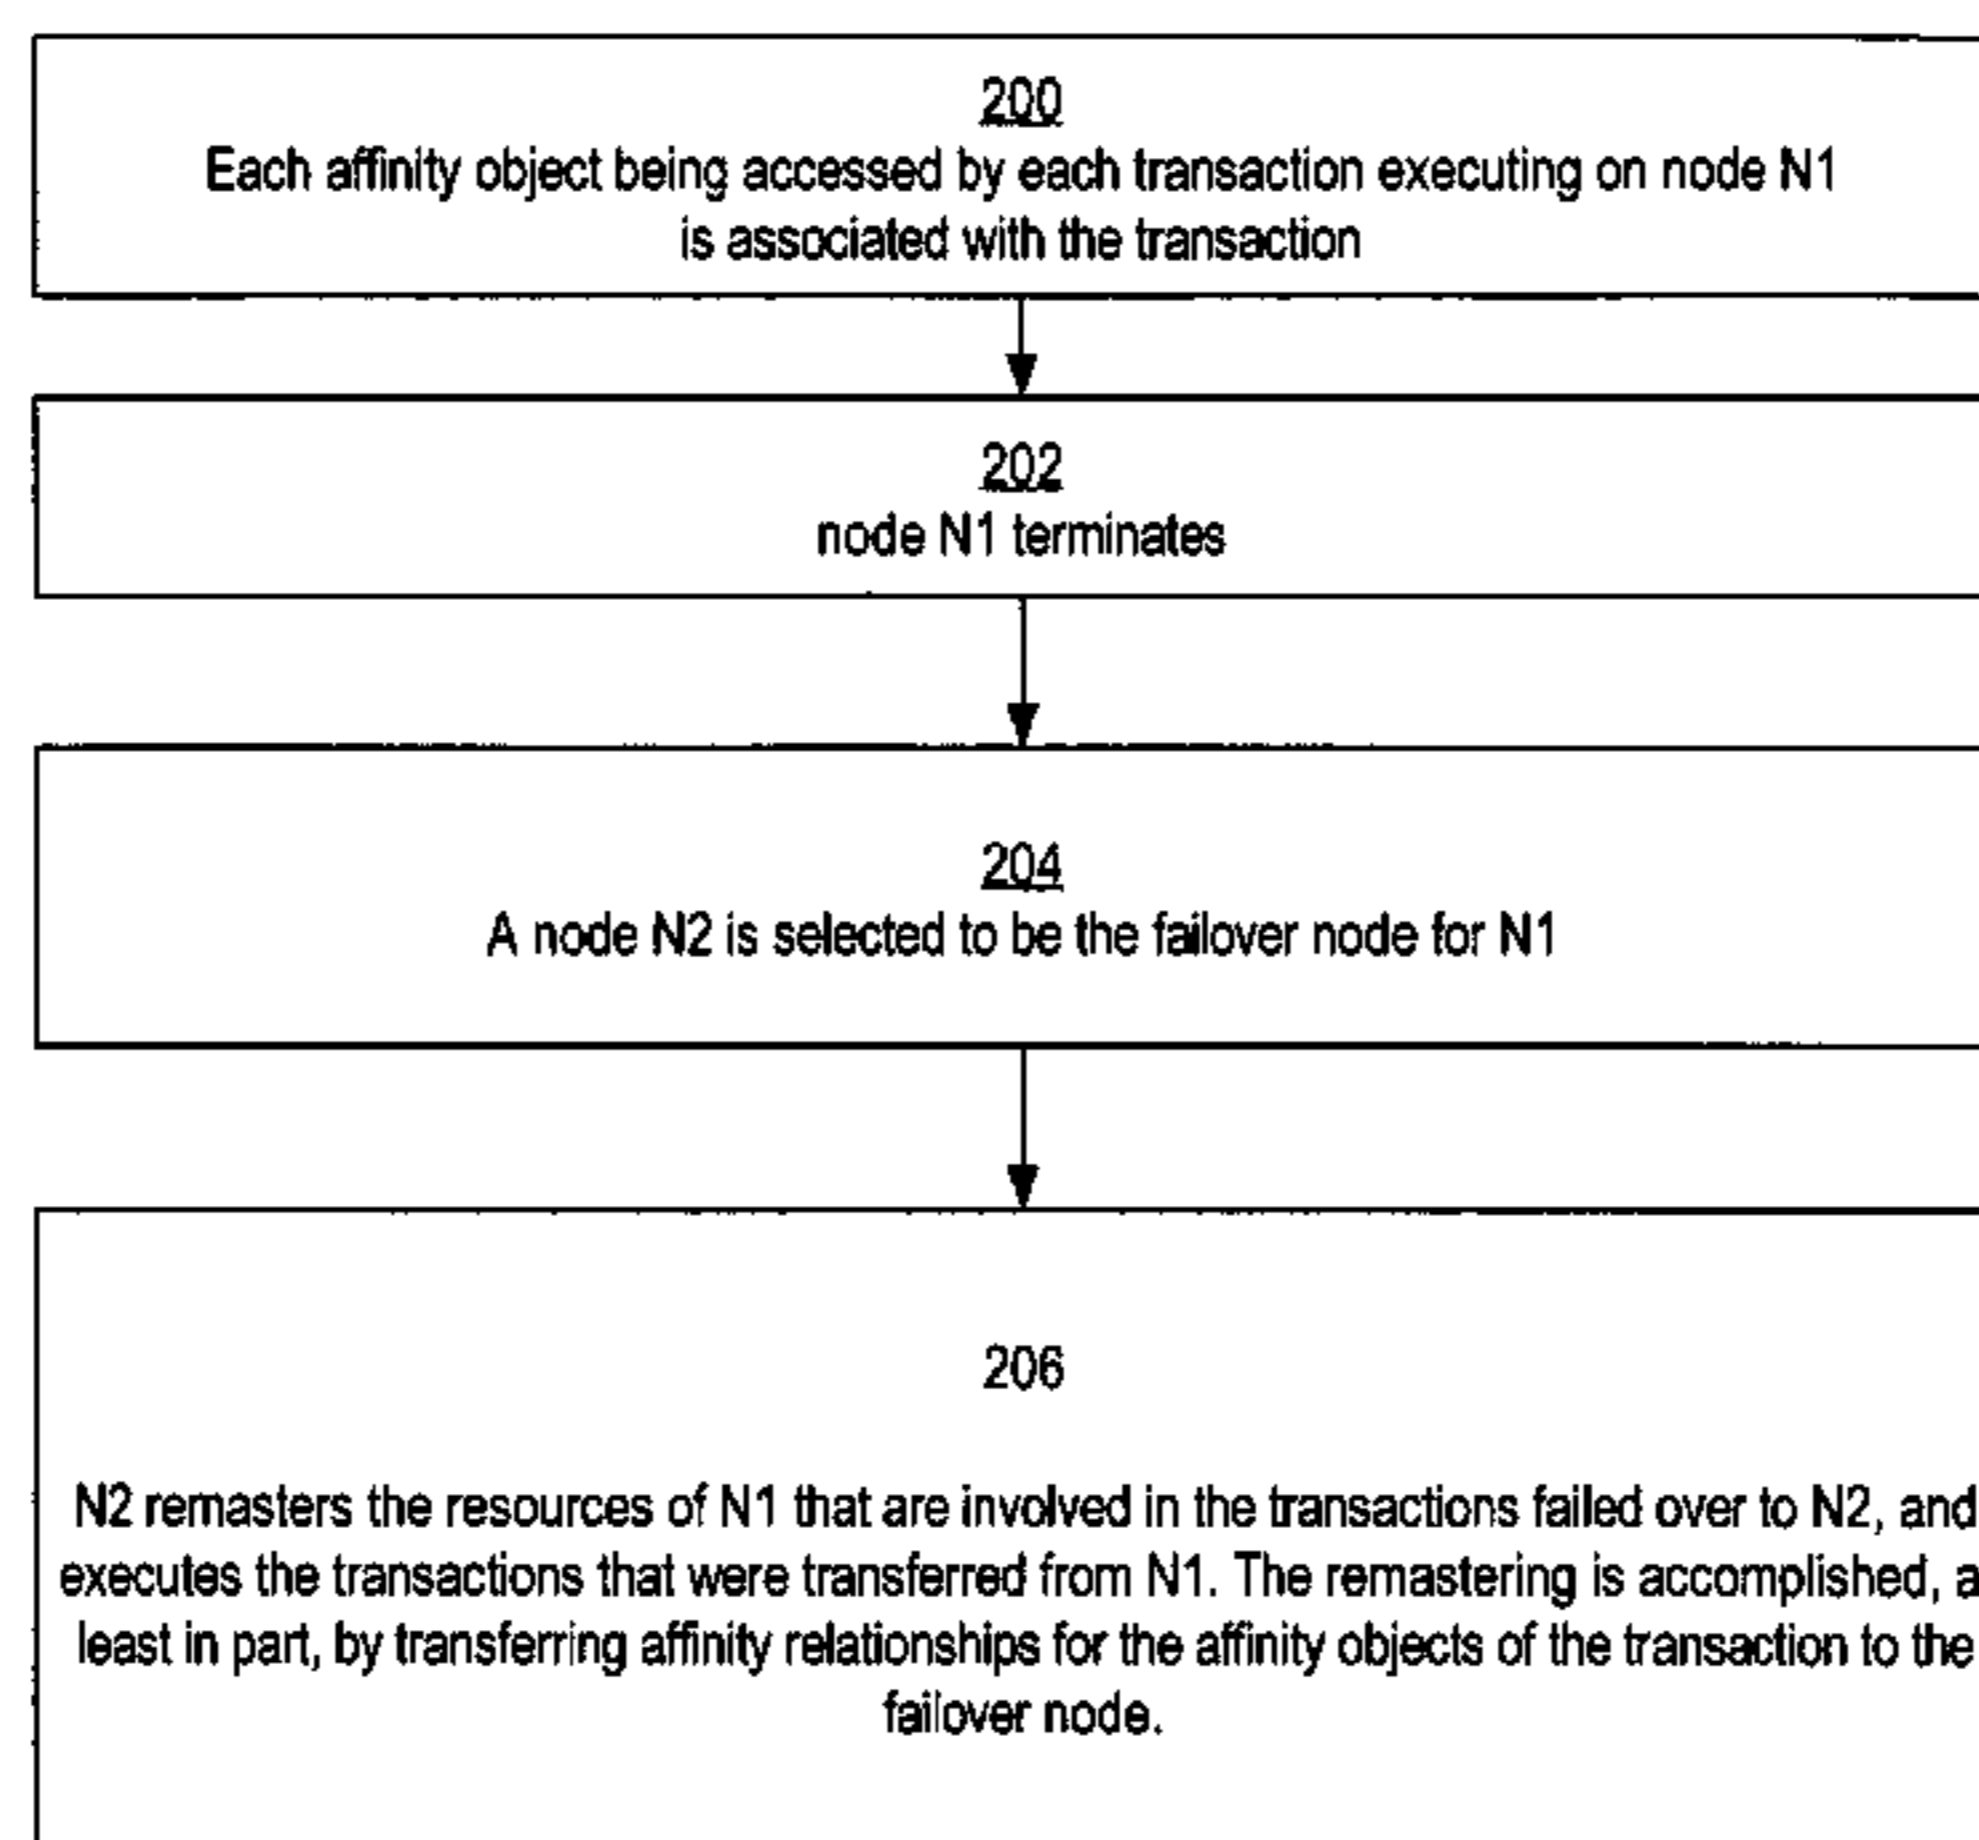 200
Each affinity object being accessed by each transaction executing on node N1
is associated with the transaction
202
node N1 terminates
204
A node N2 is selected to be the failover node for N1
206
N2 remasters the resources of N1 that are involved in the transactions failed over to N2, and
executes the transactions that were transferred from N1. The remastering is accomplished, a
least in part, by transferring affinity relationships for the affinity objects of the transaction to the
failover node.